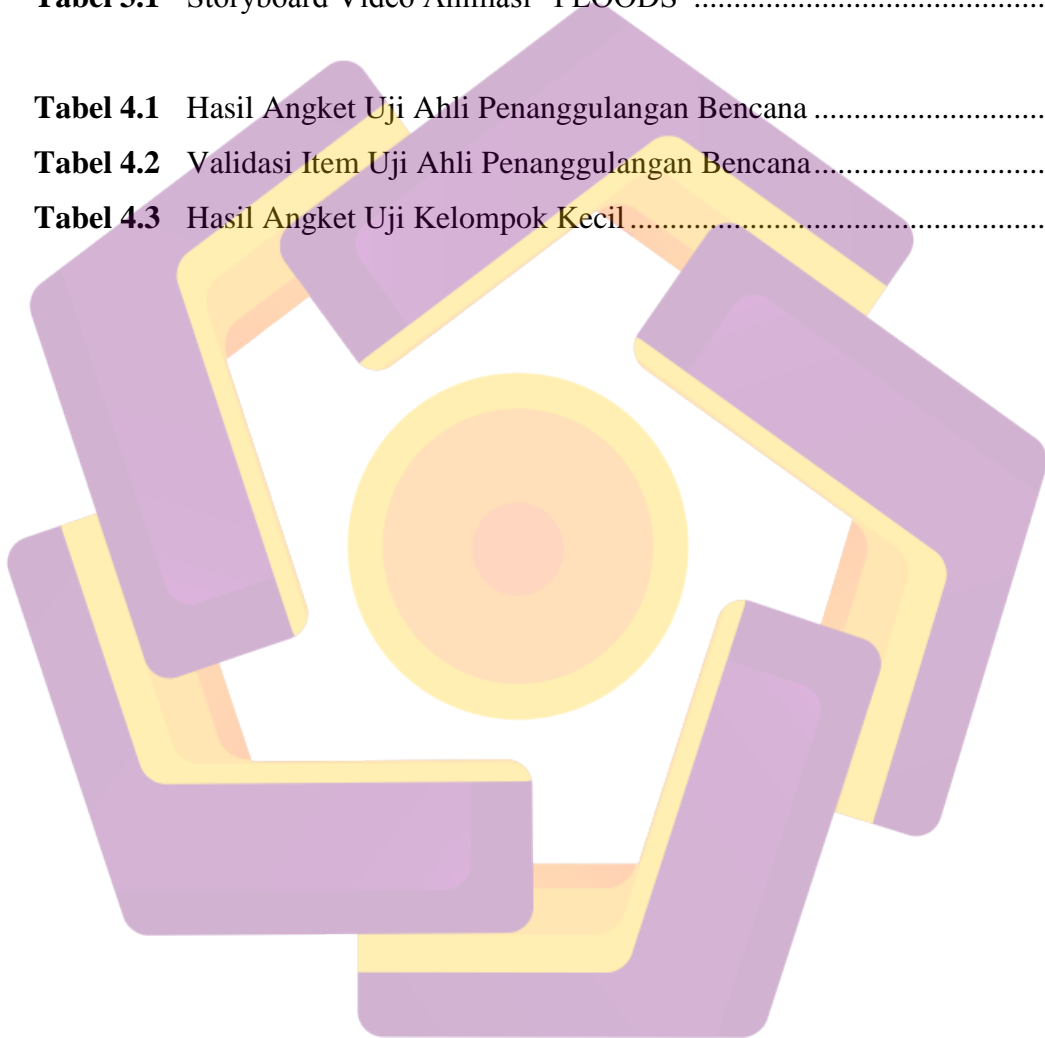 Tabel 3.1 Storyboard Video Animasi "FLOODS" ........................................
Tabel 4.1 Hasil Angket Uji Ahli Penanggulangan Bencana ..........................
Tabel 4.2 Validasi Item Uji Ahli Penanggulangan Bencana..........................
Tabel 4.3 Hasil Angket Uji Kelompok Kecil ................................................